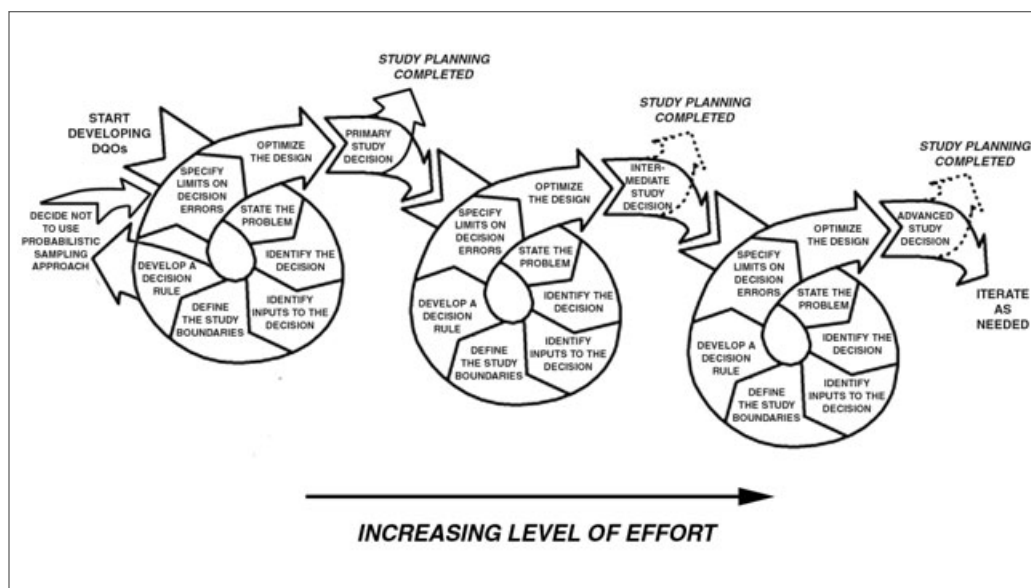 STUDY PLANNING
COMPLETED
START
DEVELOPING
DQOs
DECIDE NOT
TO USE
PROBABILISTIC
SAMPLING
APPROACH
SPECIFY
LIMITS ON
DECISION
ERRORS
OPTIMIZE
THE DESIGN
PRIMARY
STUDY
DECISION
STATE THE
PROBLEM
IDENTIFY THE
DECISION
IDENTIFY
INPUTS TO THE
DECISION
DEFINE
THE STUDY
BOUNDARIES
DEVELOP A
DECISION
RULE
STUDY PLANNING
COMPLETED
SPECIFY
LIMITS ON
DECISION
ERRORS
OPTIMIZE
THE DESIGN
INTER-
MEDIATE
STUDY
DECISION
STATE THE
PROBLEM
IDENTIFY THE
DECISION
IDENTIFY
INPUTS TO THE
DECISION
DEFINE
THE STUDY
BOUNDARIES
DEVELOP A
DECISION
RULE
STUDY PLANNING
COMPLETED
SPECIFY
LIMITS ON
DECISION
ERRORS
OPTIMIZE
THE DESIGN
ADVANCED
STUDY
DECISION
STATE THE
PROBLEM
IDENTIFY THE
DECISION
IDENTIFY
INPUTS TO THE
DECISION
DEFINE
THE STUDY
BOUNDARIES
DEVELOP A
DECISION
RULE
ITERATE
AS
NEEDED
INCREASING LEVEL OF EFFORT